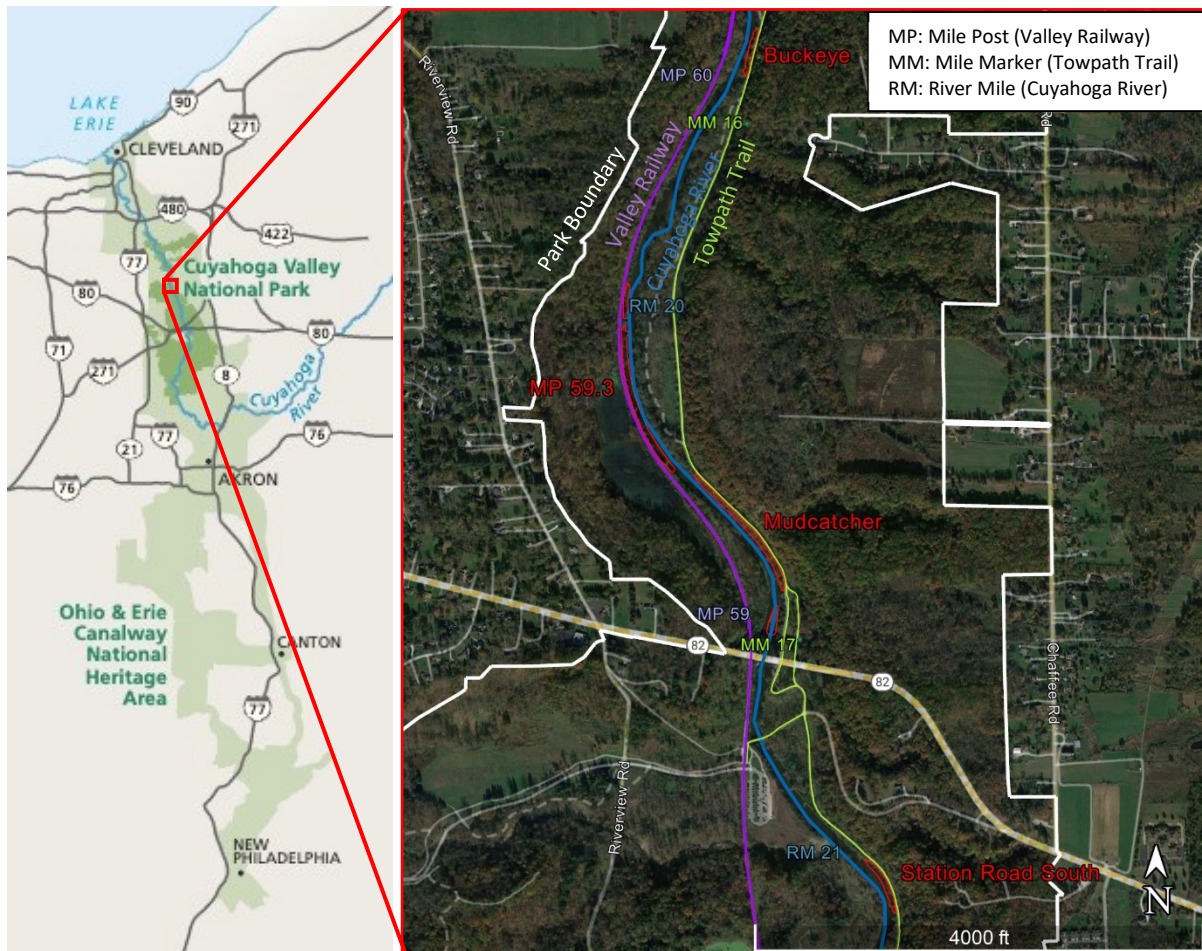 LAKE
ERIE
90
271
CLEVELAND
480
422
77
Cuyahoga Valley
National Park
80
80
71
271
8
Cuyahoga
River
77
76
21
76
AKRON
Ohio & Erie
Canalway
National
Heritage
Area
CANTON
77
NEW
PHILADELPHIA
MP: Mile Post (Valley Railway)
MM: Mile Marker (Towpath Trail)
RM: River Mile (Cuyahoga River)
Buckeye
Riverview Rd
MP 60
MM 16
Rd
Park Boundary
Valley Railway
Cuyahoga River
Towpath Trail
RM 20
MP 59.3
Mudcatcher
MP 59
MM 17
82
82
Chaffee Rd
Riverview Rd
RM 21
Station Road South
N
4000 ft